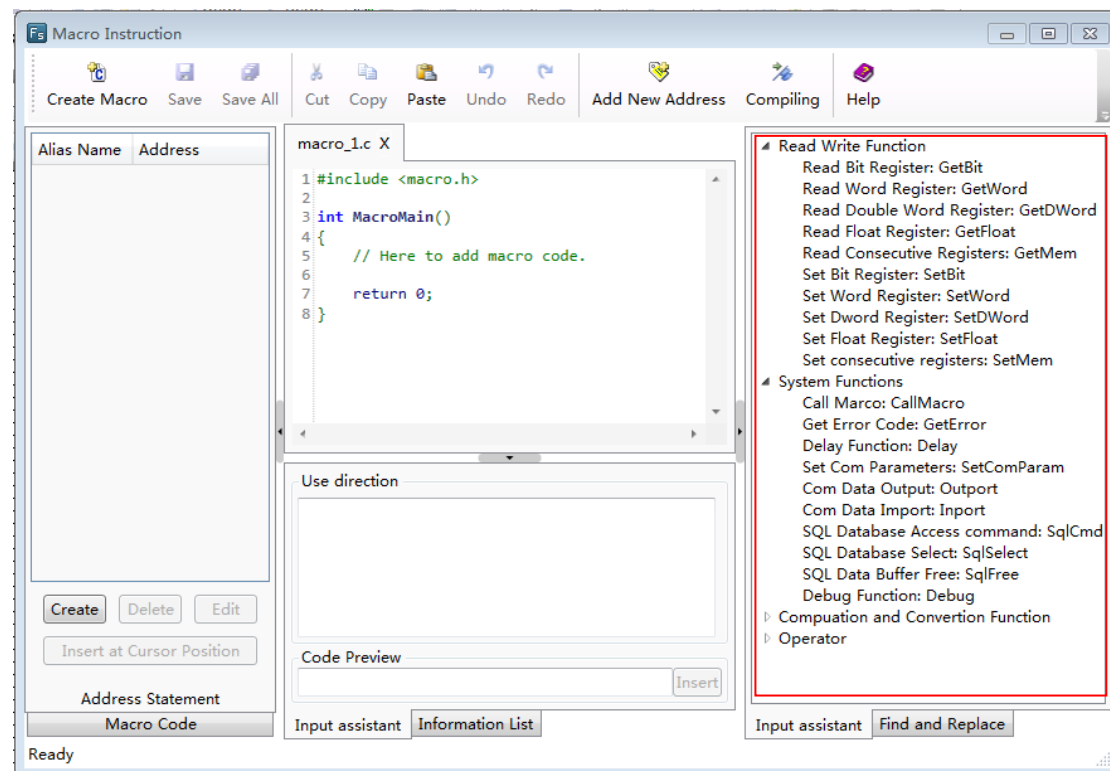 Fs Macro Instruction
Create Macro Save Save All Cut Copy Paste Undo Redo Add New Address Compiling Help
Alias Name Address
macro_1.c X
1 #include <macro.h>
2
3 int MacroMain()
4 {
5 // Here to add macro code.
6
7 return 0;
8 }
Use direction
Code Preview
Insert
Input assistant Information List
Create Delete Edit
Insert at Cursor Position
Address Statement
Macro Code
Read Write Function
Read Bit Register: GetBit
Read Word Register: GetWord
Read Double Word Register: GetDWord
Read Float Register: GetFloat
Read Consecutive Registers: GetMem
Set Bit Register: SetBit
Set Word Register: SetWord
Set Dword Register: SetDWord
Set Float Register: SetFloat
Set consecutive registers: SetMem
System Functions
Call Marco: CallMacro
Get Error Code: GetError
Delay Function: Delay
Set Com Parameters: SetComParam
Com Data Output: Outport
Com Data Import: Inport
SQL Database Access command: SqlCmd
SQL Database Select: SqlSelect
SQL Data Buffer Free: SqlFree
Debug Function: Debug
Compuation and Convertion Function
Operator
Input assistant Find and Replace
Ready